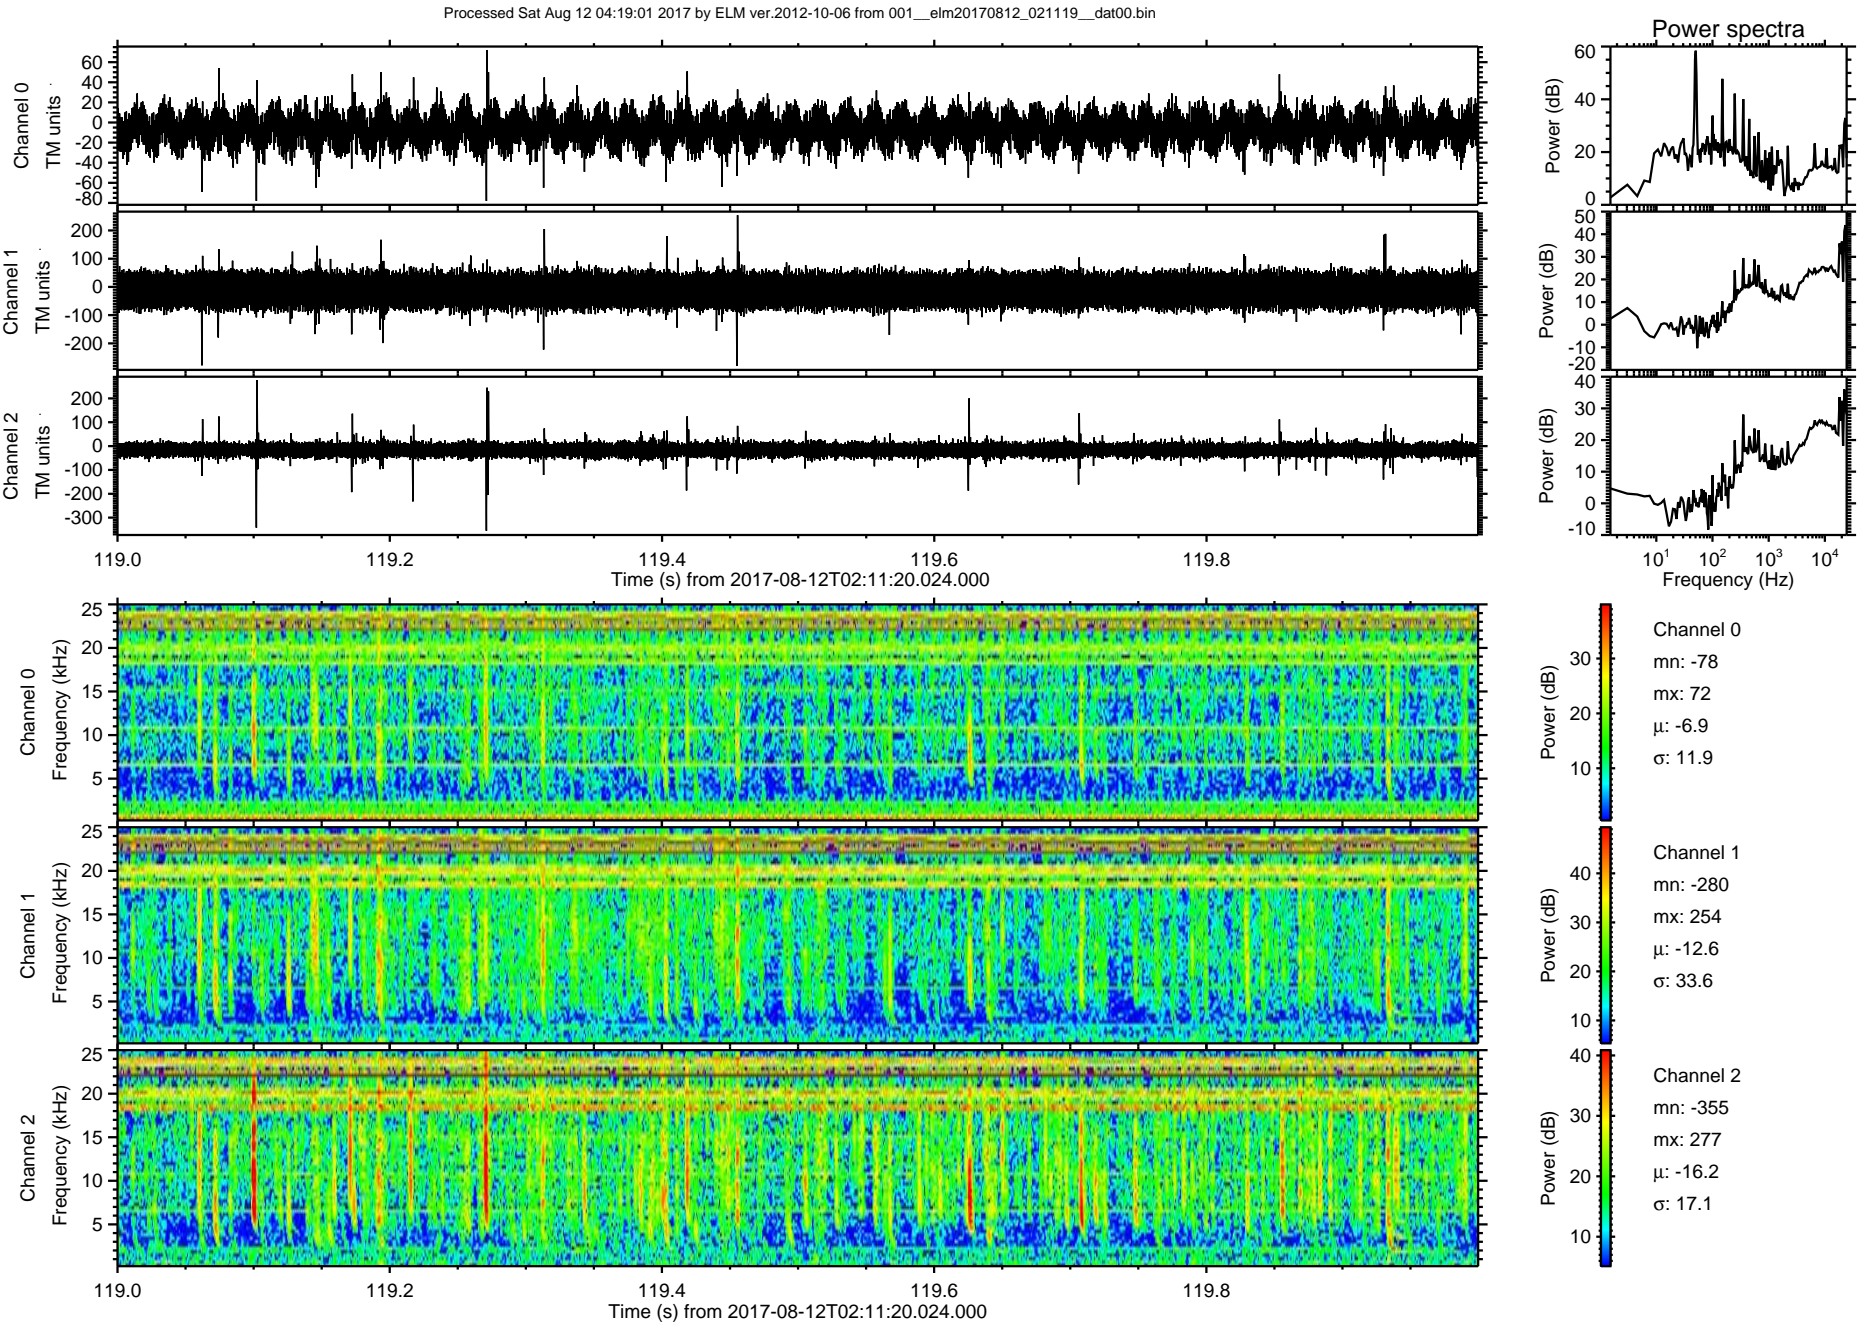 Processed Sat Aug 12 04:19:01 2017 by ELM ver.2012-10-06 from 001__elm20170812_021119__dat00.bin
Power spectra
Channel 0
TM units
60
40
20
0
-20
-40
-60
-80
Power (dB)
60
40
20
0
Channel 1
TM units
200
100
0
-100
-200
Power (dB)
50
40
30
20
10
0
-10
-20
Channel 2
TM units
200
100
0
-100
-200
-300
Power (dB)
40
30
20
10
0
-10
119.0 119.2 119.4 119.6 119.8
Time (s) from 2017-08-12T02:11:20.024.000
10^1 10^2 10^3 10^4
Frequency (Hz)
Channel 0
Frequency (kHz)
25
20
15
10
5
Power (dB)
30
20
10
Channel 0
mn: -78
mx: 72
μ: -6.9
σ: 11.9
Channel 1
Frequency (kHz)
25
20
15
10
5
Power (dB)
40
30
20
10
Channel 1
mn: -280
mx: 254
μ: -12.6
σ: 33.6
Channel 2
Frequency (kHz)
25
20
15
10
5
Power (dB)
40
30
20
10
Channel 2
mn: -355
mx: 277
μ: -16.2
σ: 17.1
119.0 119.2 119.4 119.6 119.8
Time (s) from 2017-08-12T02:11:20.024.000